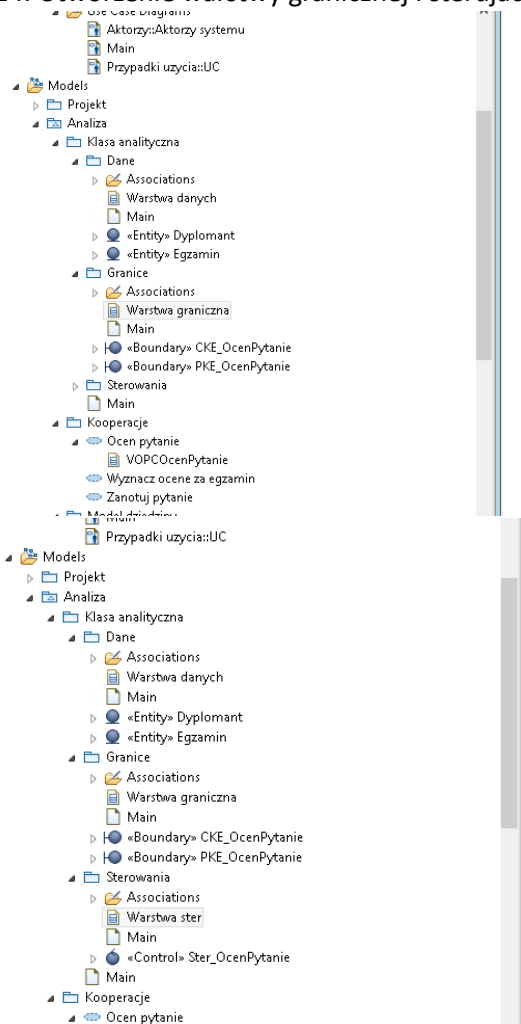 Use Case Diagrams
Aktorzy::Aktorzy systemu
Main
Przypadki uzycia::UC
Models
Projekt
Analiza
Klasa analityczna
Dane
Associations
Warstwa danych
Main
«Entity» Dyplomant
«Entity» Egzamin
Granice
Associations
Warstwa graniczna
Main
«Boundary» CKE_OcenPytanie
«Boundary» PKE_OcenPytanie
Sterowania
Main
Kooperacje
Ocen pytanie
VOPCOcenPytanie
Wyznacz ocene za egzamin
Zanotuj pytanie
Model dziedziny
Main
Przypadki uzycia::UC
Models
Projekt
Analiza
Klasa analityczna
Dane
Associations
Warstwa danych
Main
«Entity» Dyplomant
«Entity» Egzamin
Granice
Associations
Warstwa graniczna
Main
«Boundary» CKE_OcenPytanie
«Boundary» PKE_OcenPytanie
Sterowania
Associations
Warstwa ster
Main
«Control» Ster_OcenPytanie
Main
Kooperacje
Ocen pytanie